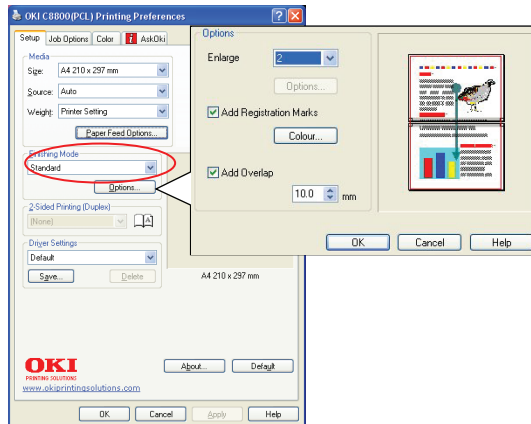 OKI C8800(PCL) Printing Preferences
Setup Job Options Color AskOki
Media
Size: A4 210 x 297 mm
Source: Auto
Weight: Printer Setting
Paper Feed Options...
Finishing Mode
Standard
Options...
2-Sided Printing (Duplex)
(None)
Driver Settings
Default
Save... Delete
A4 210 x 297 mm
OKI
PRINTING SOLUTIONS
www.okiprintingsolutions.com
About... Default
OK Cancel Apply Help
Options
Enlarge 2
Options...
Add Registration Marks
Colour...
Add Overlap
10.0 mm
OK Cancel Help